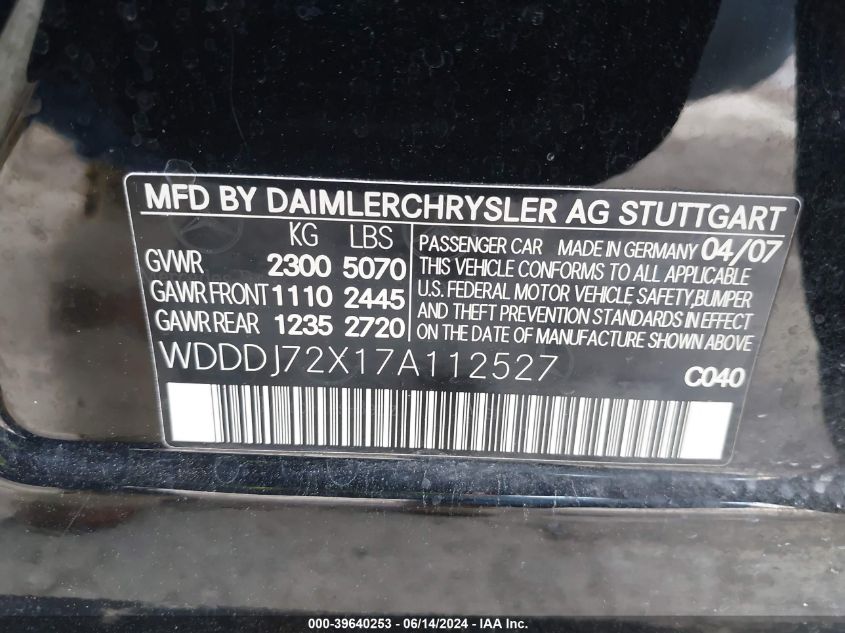 MFD BY DAIMLERCHRYSLER AG STUTTGART
KG LBS
GVWR 2300 5070
GAWR FRONT 1110 2445
GAWR REAR 1235 2720
PASSENGER CAR MADE IN GERMANY 04/07
THIS VEHICLE CONFORMS TO ALL APPLICABLE
U.S. FEDERAL MOTOR VEHICLE SAFETY,BUMPER
AND THEFT PREVENTION STANDARDS IN EFFECT
ON THE DATE OF MANUFACTURE SHOWN ABOVE.
WDDDJ72X17A112527
C040
000-39640253 - 06/14/2024 - IAA Inc.